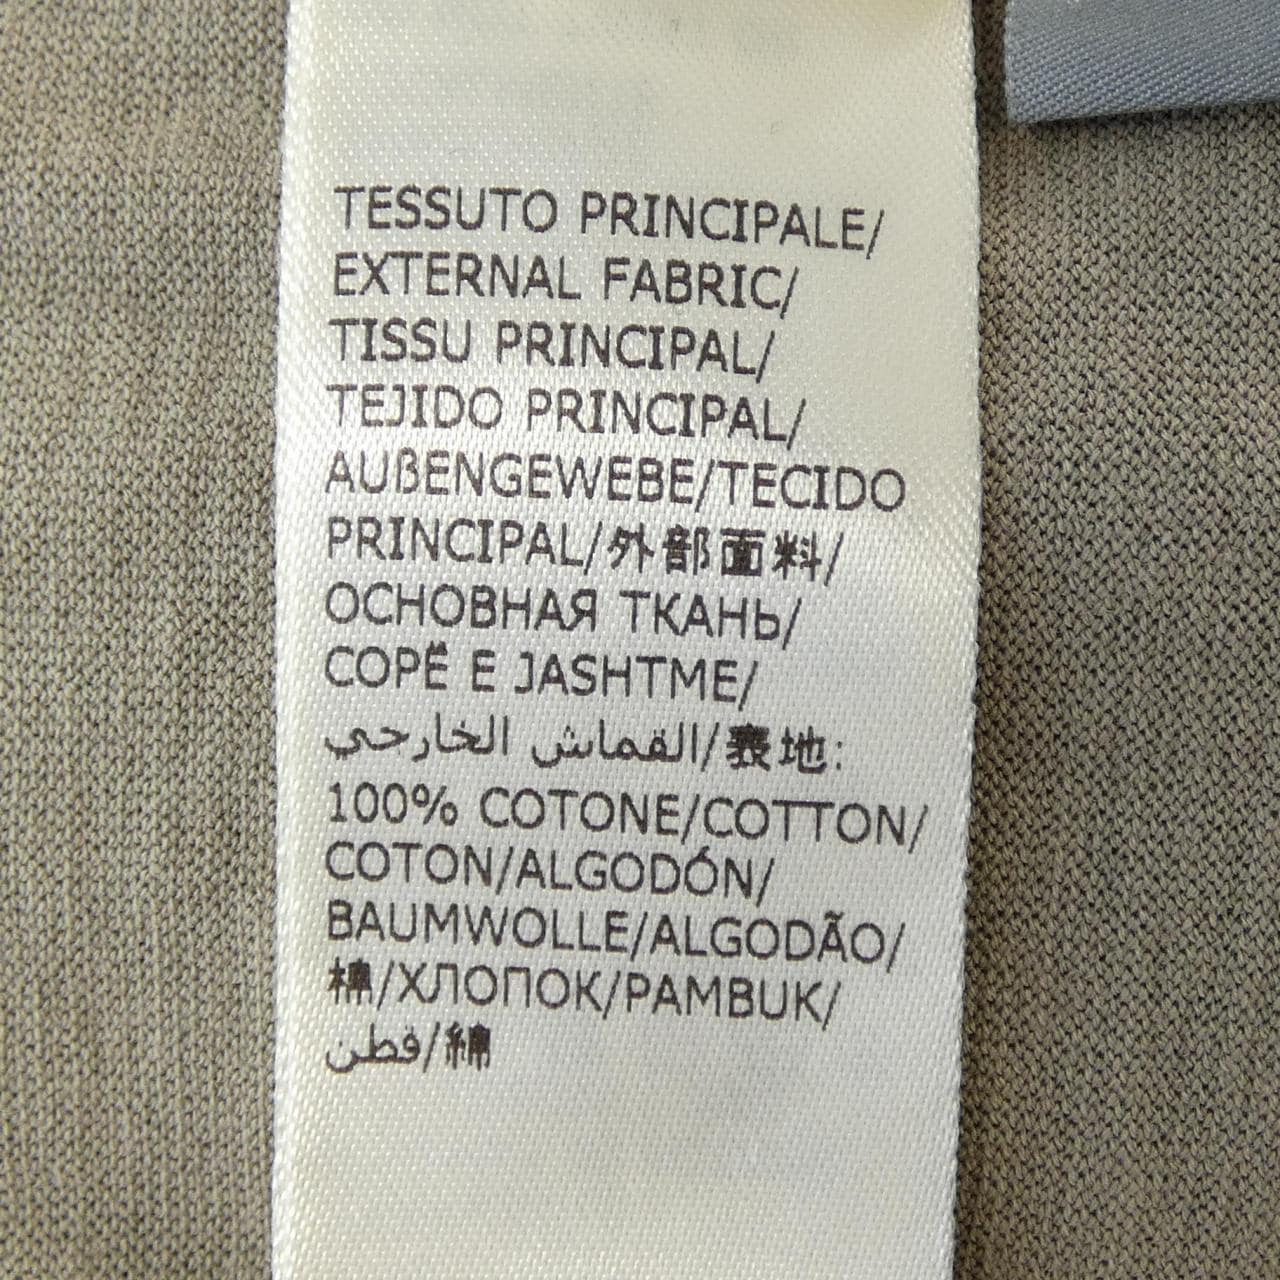 TESSUTO PRINCIPALE/
EXTERNAL FABRIC/
TISSU PRINCIPAL/
TEJIDO PRINCIPAL/
AUßENGEWEBE/TECIDO
PRINCIPAL/外部面料/
ОСНОВНАЯ ТКАНЬ/
COPË E JASHTME/
القماش الخارجي/表地:
100% COTONE/COTTON/
COTON/ALGODÓN/
BAUMWOLLE/ALGODÃO/
棉/ХЛОПОК/PAMBUK/
قطن/綿